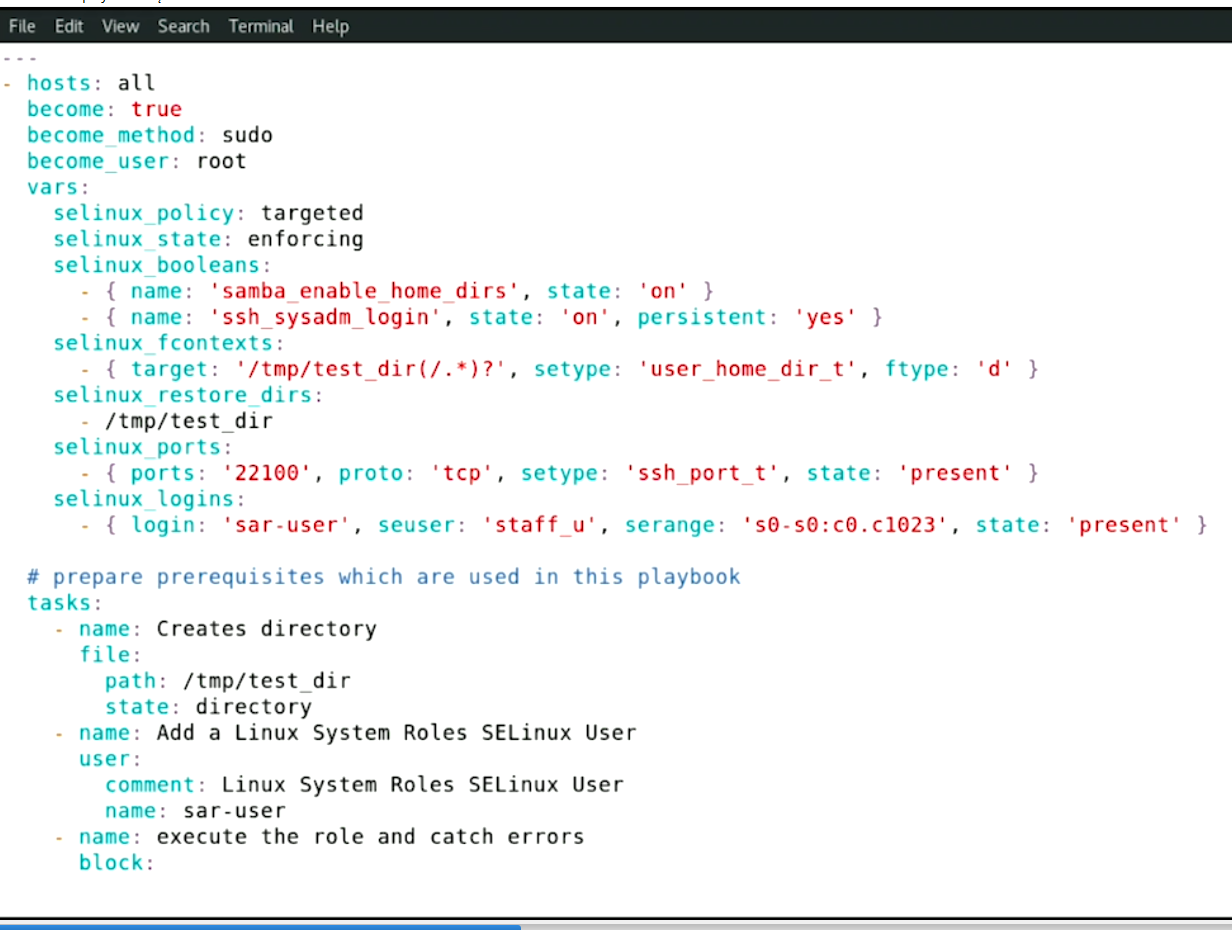 File Edit View Search Terminal Help
---
- hosts: all
  become: true
  become_method: sudo
  become_user: root
  vars:
    selinux_policy: targeted
    selinux_state: enforcing
    selinux_booleans:
      - { name: 'samba_enable_home_dirs', state: 'on' }
      - { name: 'ssh_sysadm_login', state: 'on', persistent: 'yes' }
    selinux_fcontexts:
      - { target: '/tmp/test_dir(/.*)?', setype: 'user_home_dir_t', ftype: 'd' }
    selinux_restore_dirs:
      - /tmp/test_dir
    selinux_ports:
      - { ports: '22100', proto: 'tcp', setype: 'ssh_port_t', state: 'present' }
    selinux_logins:
      - { login: 'sar-user', seuser: 'staff_u', serange: 's0-s0:c0.c1023', state: 'present' }

  # prepare prerequisites which are used in this playbook
  tasks:
    - name: Creates directory
      file:
        path: /tmp/test_dir
        state: directory
    - name: Add a Linux System Roles SELinux User
      user:
        comment: Linux System Roles SELinux User
        name: sar-user
    - name: execute the role and catch errors
      block: